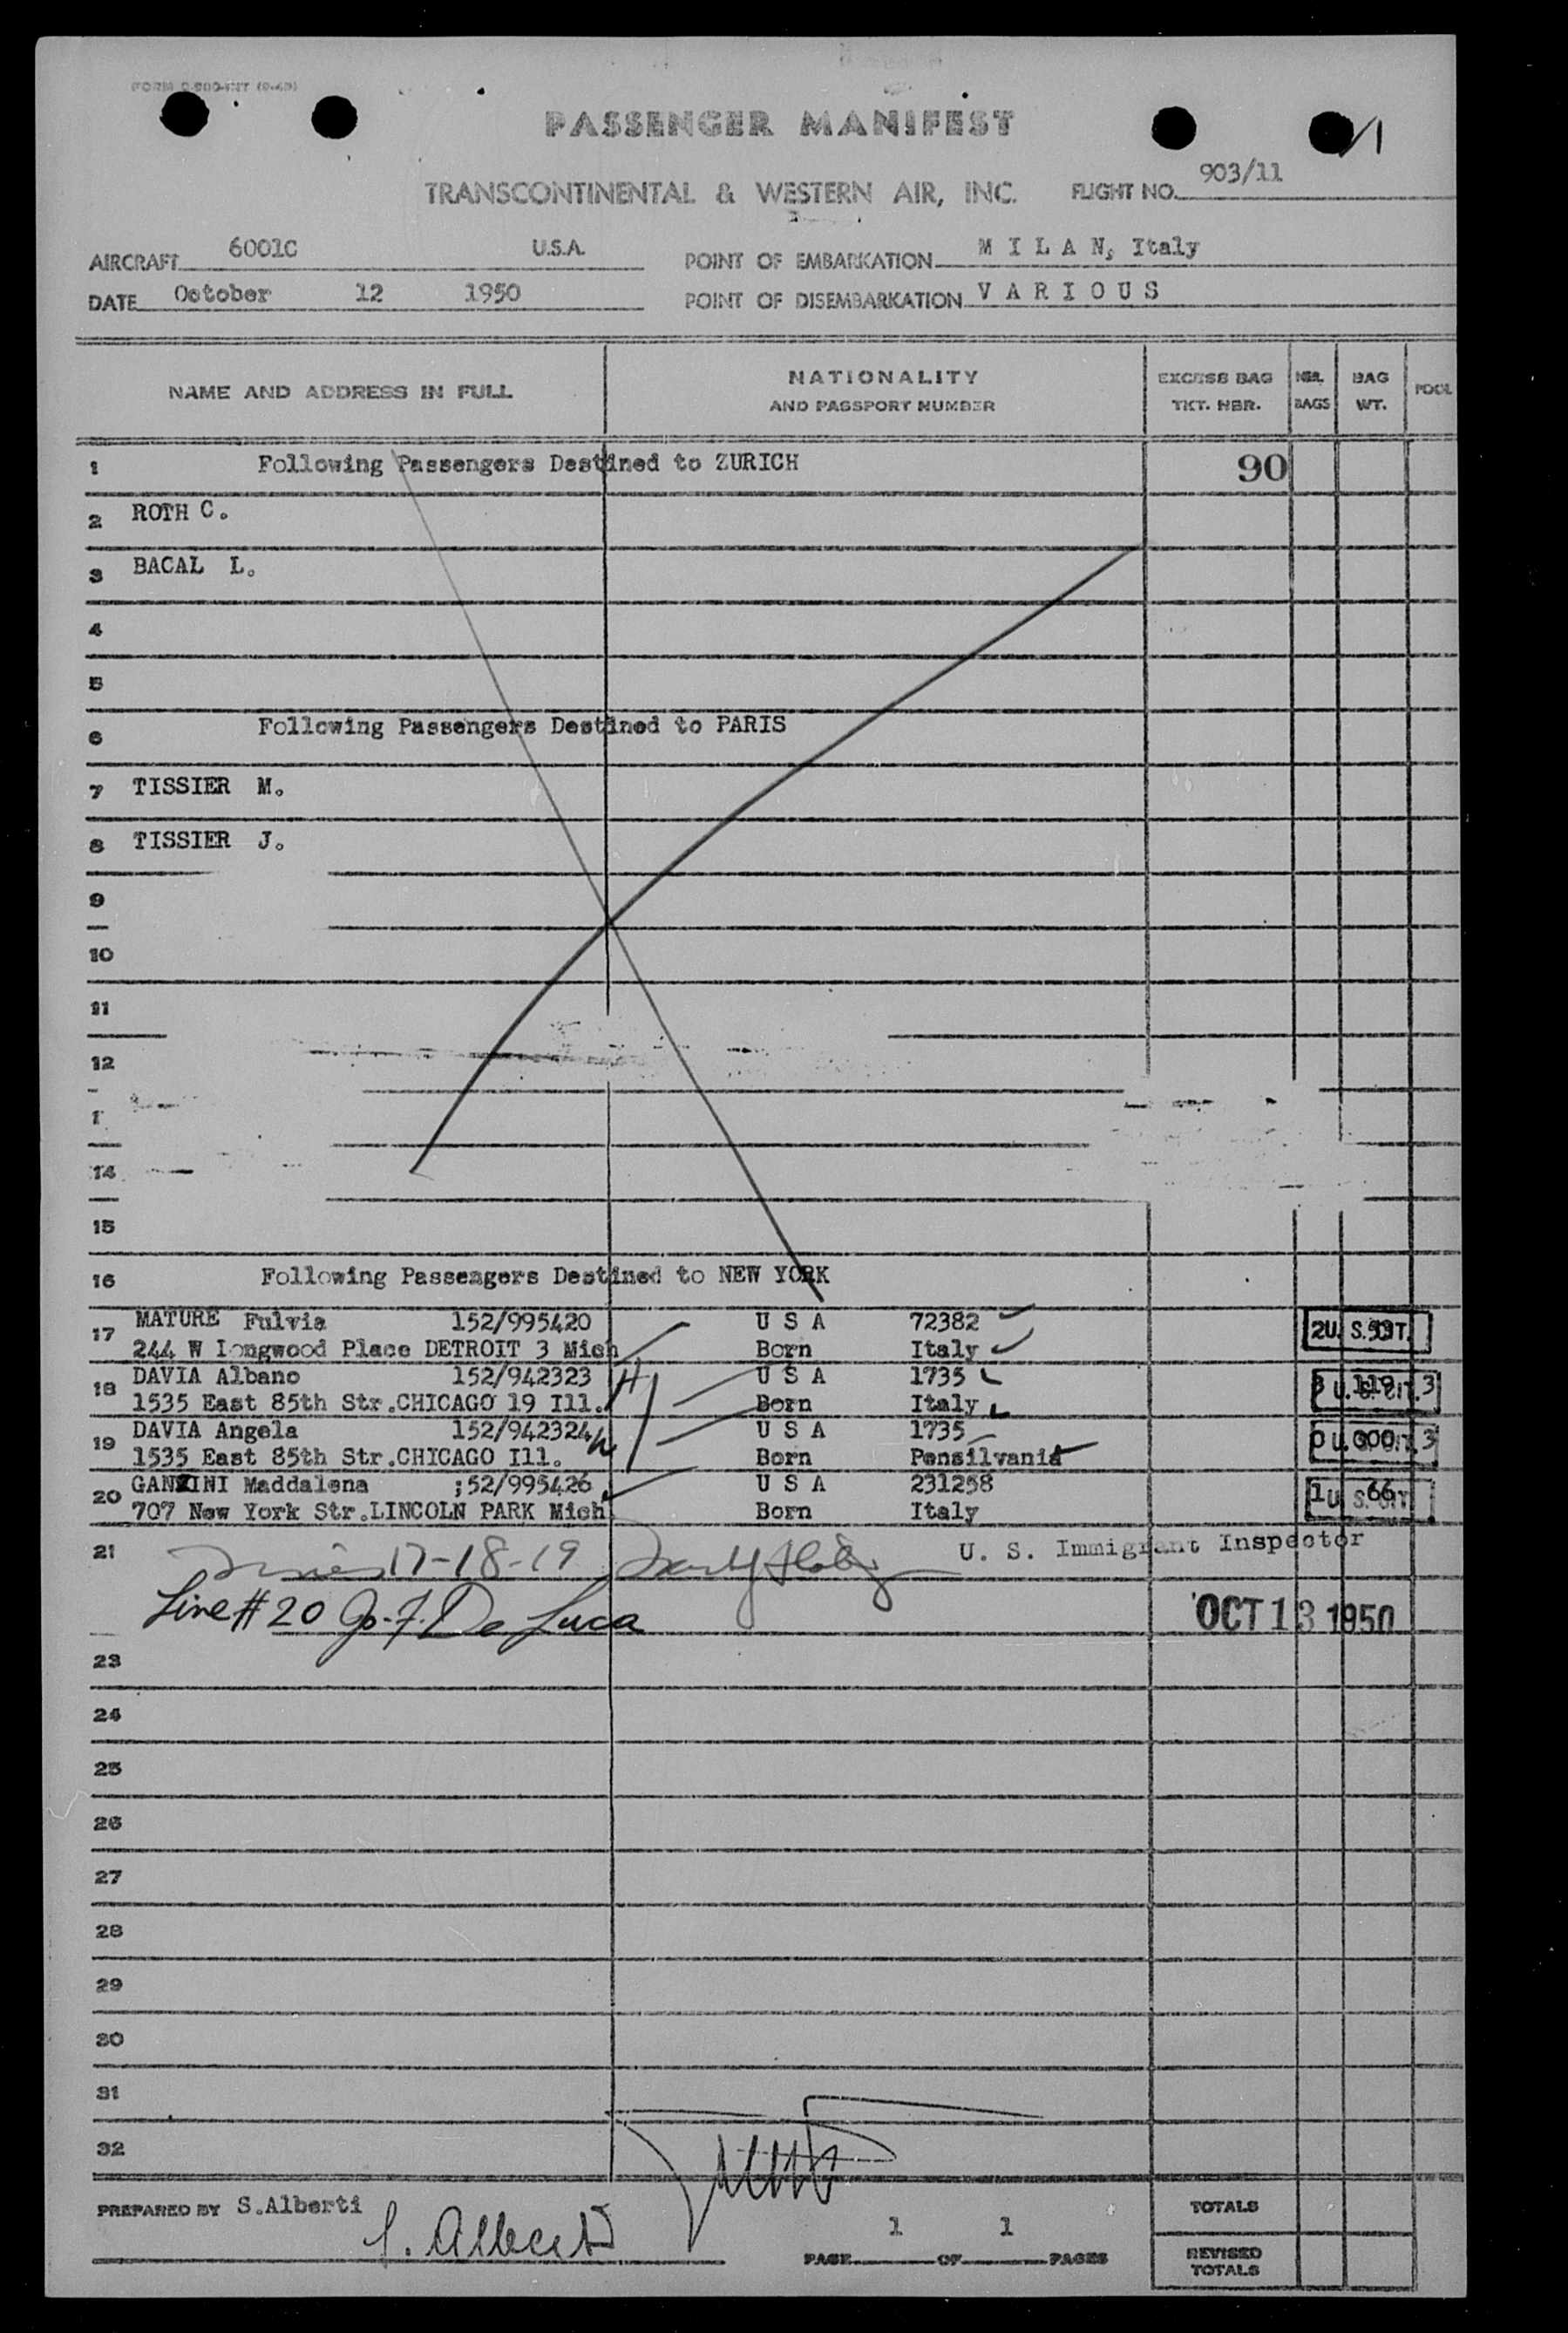 FORM
PASSENGER MANIFEST
TRANSCONTINENTAL & WESTERN AIR, INC. FLIGHT NO. 903/11
AIRCRAFT 6001C U.S.A. POINT OF EMBARKATION M I L A N, Italy
DATE October 12 1950 POINT OF DISEMBARKATION V A R I O U S
NAME AND ADDRESS IN FULL NATIONALITY AND PASSPORT NUMBER EXCESS BAG TKT. NBR. NBR. BAGS BAG WT. POOL
1 Following Passengers Destined to ZURICH 90
2 ROTH C.
3 BACAL L.
4
5
6 Following Passengers Destined to PARIS
7 TISSIER M.
8 TISSIER J.
9
10
11
12
14
15
16 Following Passengers Destined to NEW YORK
17 MATURE Fulvia 152/995420 U S A 72382
244 W Longwood Place DETROIT 3 Mich Born Italy
18 DAVIA Albano 152/942323 U S A 1735
1535 East 85th Str.CHICAGO 19 Ill. Born Italy
19 DAVIA Angela 152/942324 U S A 1735
1535 East 85th Str.CHICAGO Ill. Born Pensilvania
20 GANZINI Maddalena ;52/995426 U S A 231258
707 New York Str.LINCOLN PARK Mich Born Italy
21 17-18-19 U. S. Immigrant Inspector
Line # 20 Jo. F. De Luca OCT 13 1950
23
24
25
26
27
28
29
30
31
32
PREPARED BY S.Alberti TOTALS
S. Alberti PAGE 1 OF 1 PAGES REVISED TOTALS